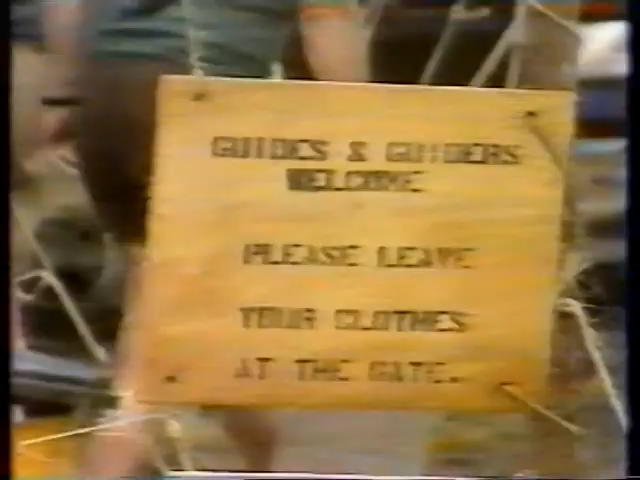 GUIDES & GUIDERS
WELCOME
PLEASE LEAVE
YOUR CLOTHES
AT THE GATE.